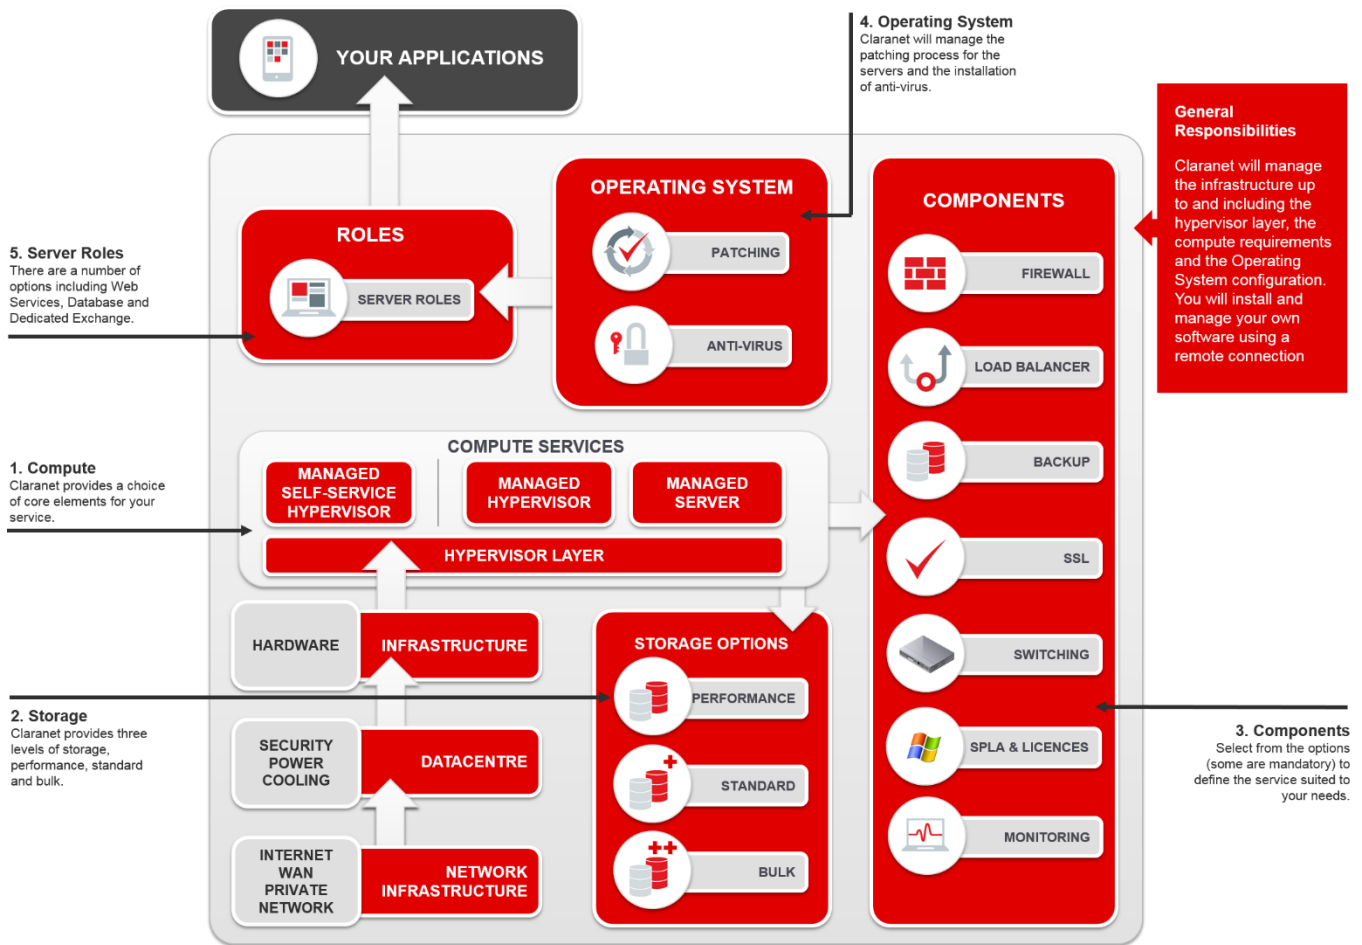 YOUR APPLICATIONS
4. Operating System
Claranet will manage the
patching process for the
servers and the installation
of anti-virus.
General
Responsibilities
Claranet will manage
the infrastructure up
to and including the
hypervisor layer, the
compute requirements
and the Operating
System configuration.
You will install and
manage your own
software using a
remote connection
5. Server Roles
There are a number of
options including Web
Services, Database and
Dedicated Exchange.
ROLES
SERVER ROLES
OPERATING SYSTEM
PATCHING
ANTI-VIRUS
COMPONENTS
FIREWALL
LOAD BALANCER
BACKUP
SSL
SWITCHING
SPLA & LICENCES
MONITORING
1. Compute
Claranet provides a choice
of core elements for your
service.
COMPUTE SERVICES
MANAGED
SELF-SERVICE
HYPERVISOR
MANAGED
HYPERVISOR
MANAGED
SERVER
HYPERVISOR LAYER
HARDWARE
INFRASTRUCTURE
2. Storage
Claranet provides three
levels of storage,
performance, standard
and bulk.
SECURITY
POWER
COOLING
DATACENTRE
INTERNET
WAN
PRIVATE
NETWORK
NETWORK
INFRASTRUCTURE
STORAGE OPTIONS
PERFORMANCE
STANDARD
BULK
3. Components
Select from the options
(some are mandatory) to
define the service suited to
your needs.